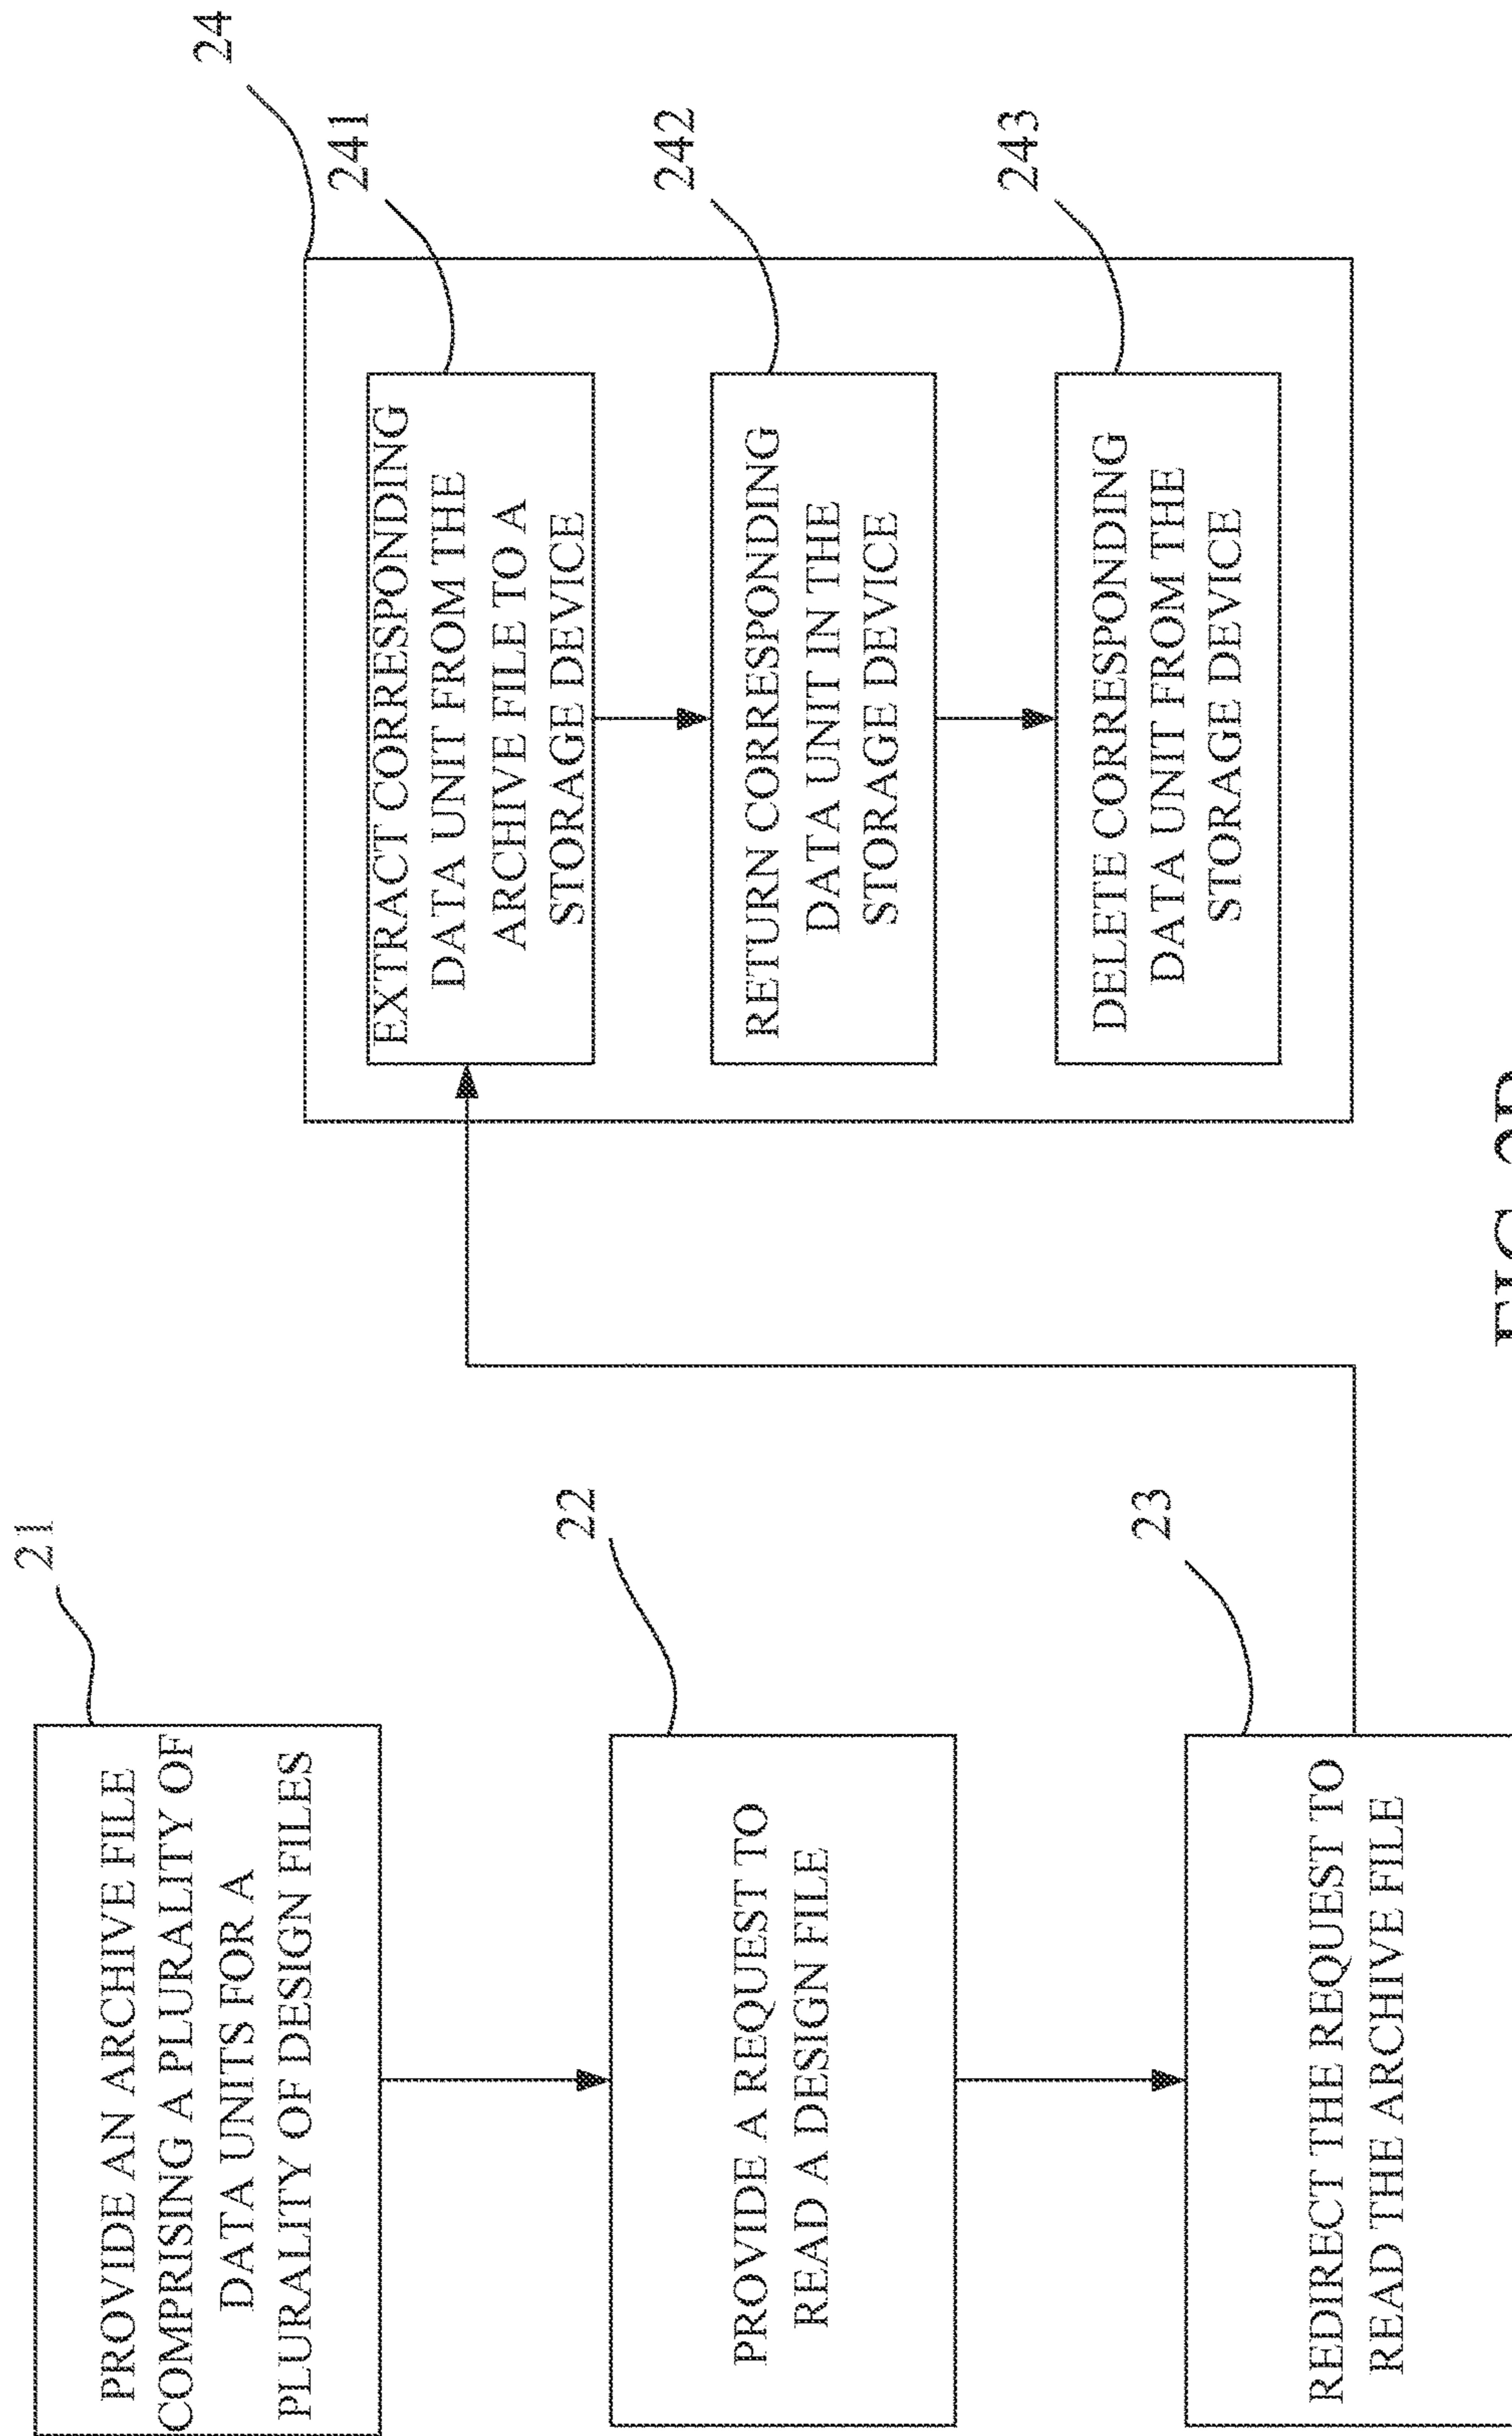 21
PROVIDE AN ARCHIVE FILE
COMPRISING A PLURALITY OF
DATA UNITS FOR A
PLURALITY OF DESIGN FILES
22
PROVIDE A REQUEST TO
READ A DESIGN FILE
23
REDIRECT THE REQUEST TO
READ THE ARCHIVE FILE
24
241
EXTRACT CORRESPONDING
DATA UNIT FROM THE
ARCHIVE FILE TO A
STORAGE DEVICE
242
RETURN CORRESPONDING
DATA UNIT IN THE
STORAGE DEVICE
243
DELETE CORRESPONDING
DATA UNIT FROM THE
STORAGE DEVICE
FIG